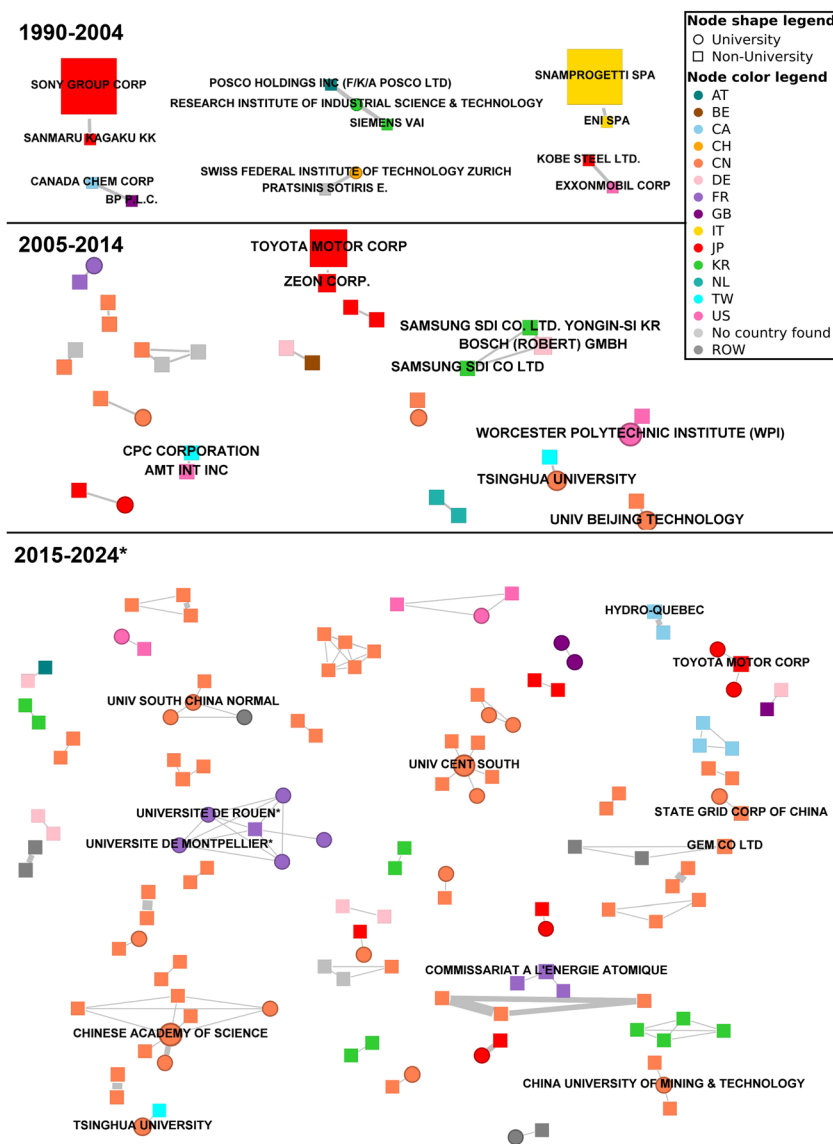 1990-2004
SONY GROUP CORP
SANMARU KAGAKU KK
CANADA CHEM CORP
BP P.L.C.
POSCO HOLDINGS INC (F/K/A POSCO LTD)
RESEARCH INSTITUTE OF INDUSTRIAL SCIENCE & TECHNOLOGY
SIEMENS VAI
SWISS FEDERAL INSTITUTE OF TECHNOLOGY ZURICH
PRATSINIS SOTIRIS E.
SNAMPROGETTI SPA
ENI SPA
KOBE STEEL LTD.
EXXONMOBIL CORP
Node shape legend
University
Non-University
Node color legend
AT
BE
CA
CH
CN
DE
FR
GB
IT
JP
KR
NL
TW
US
No country found
ROW
2005-2014
TOYOTA MOTOR CORP
ZEON CORP.
SAMSUNG SDI CO. LTD. YONGIN-SI KR
BOSCH (ROBERT) GMBH
SAMSUNG SDI CO LTD
CPC CORPORATION
AMT INT INC
WORCESTER POLYTECHNIC INSTITUTE (WPI)
TSINGHUA UNIVERSITY
UNIV BEIJING TECHNOLOGY
2015-2024*
HYDRO-QUEBEC
TOYOTA MOTOR CORP
UNIV SOUTH CHINA NORMAL
UNIV CENT SOUTH
STATE GRID CORP OF CHINA
UNIVERSITE DE ROUEN*
UNIVERSITE DE MONTPELLIER*
GEM CO LTD
COMMISSARIAT A L'ENERGIE ATOMIQUE
CHINESE ACADEMY OF SCIENCE
CHINA UNIVERSITY OF MINING & TECHNOLOGY
TSINGHUA UNIVERSITY